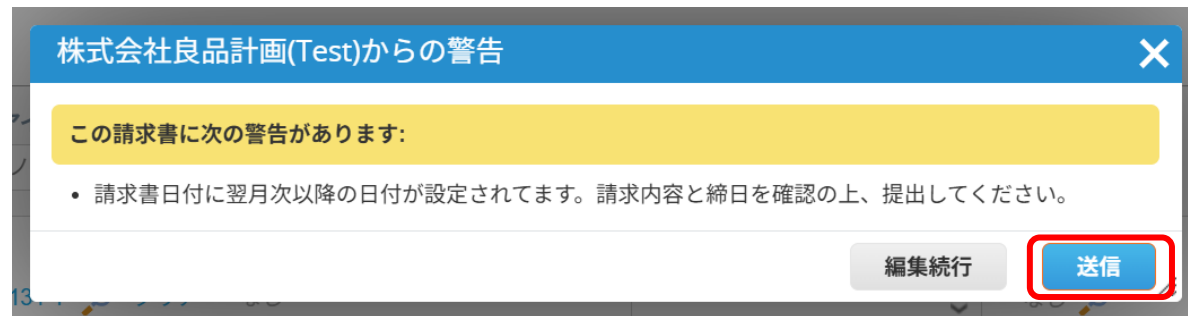 株式会社良品計画(Test)からの警告
この請求書に次の警告があります:
• 請求書日付に翌月次以降の日付が設定されてます。請求内容と締日を確認の上、提出してください。
編集続行
送信